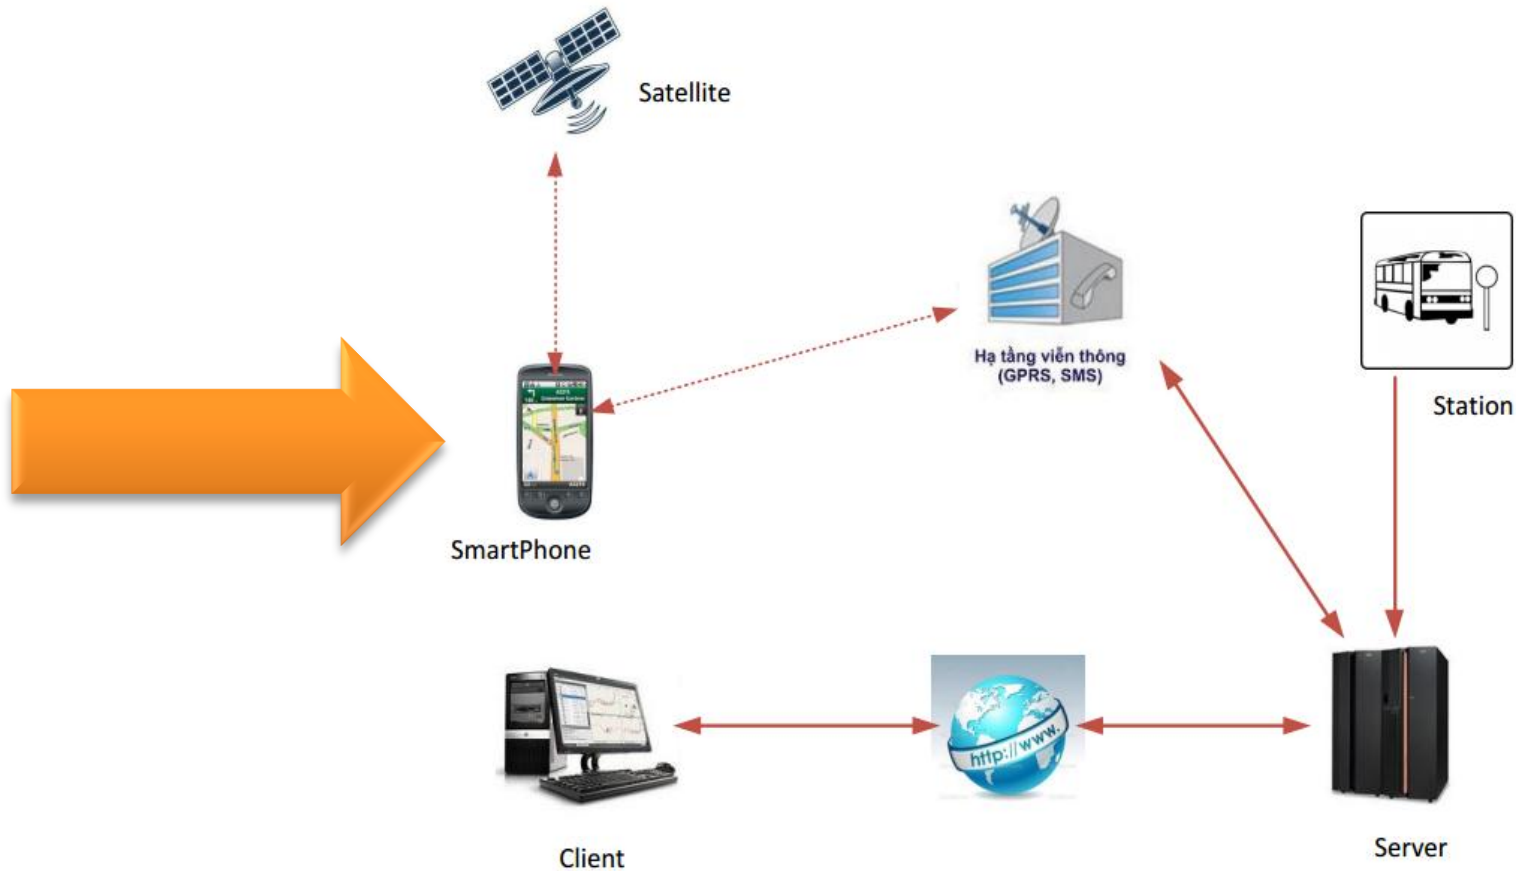 Satellite
Hạ tầng viễn thông
(GPRS, SMS)
Station
SmartPhone
http://www.
Client
Server